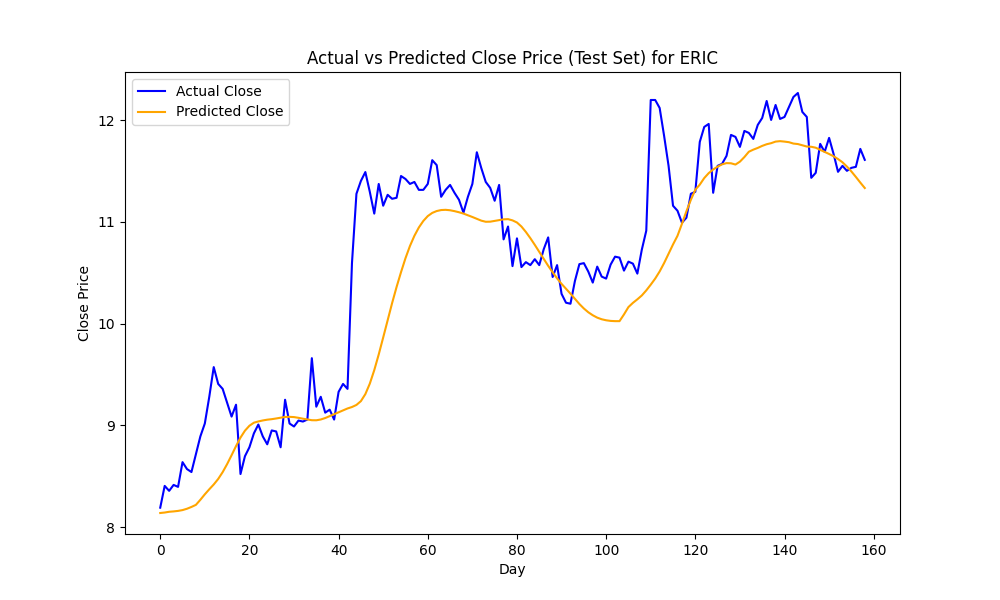 Actual vs Predicted Close Price (Test Set) for ERIC
Actual Close
Predicted Close
Close Price
12
11
10
9
8
0 20 40 60 80 100 120 140 160
Day